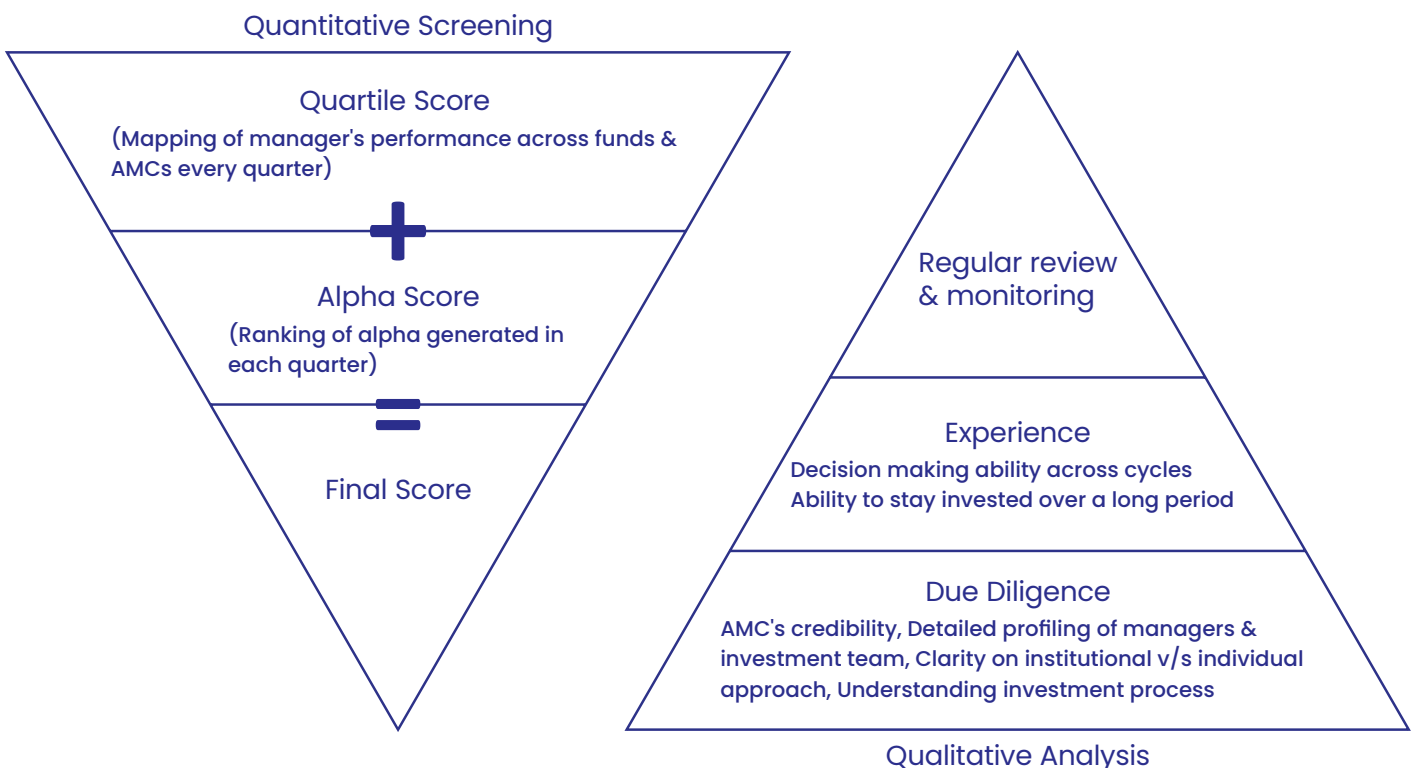 Quantitative Screening
Quartile Score
(Mapping of manager's performance across funds &
AMCs every quarter)
+
Alpha Score
(Ranking of alpha generated in
each quarter)
=
Final Score
Regular review
& monitoring
Experience
Decision making ability across cycles
Ability to stay invested over a long period
Due Diligence
AMC's credibility, Detailed profiling of managers &
investment team, Clarity on institutional v/s individual
approach, Understanding investment process
Qualitative Analysis